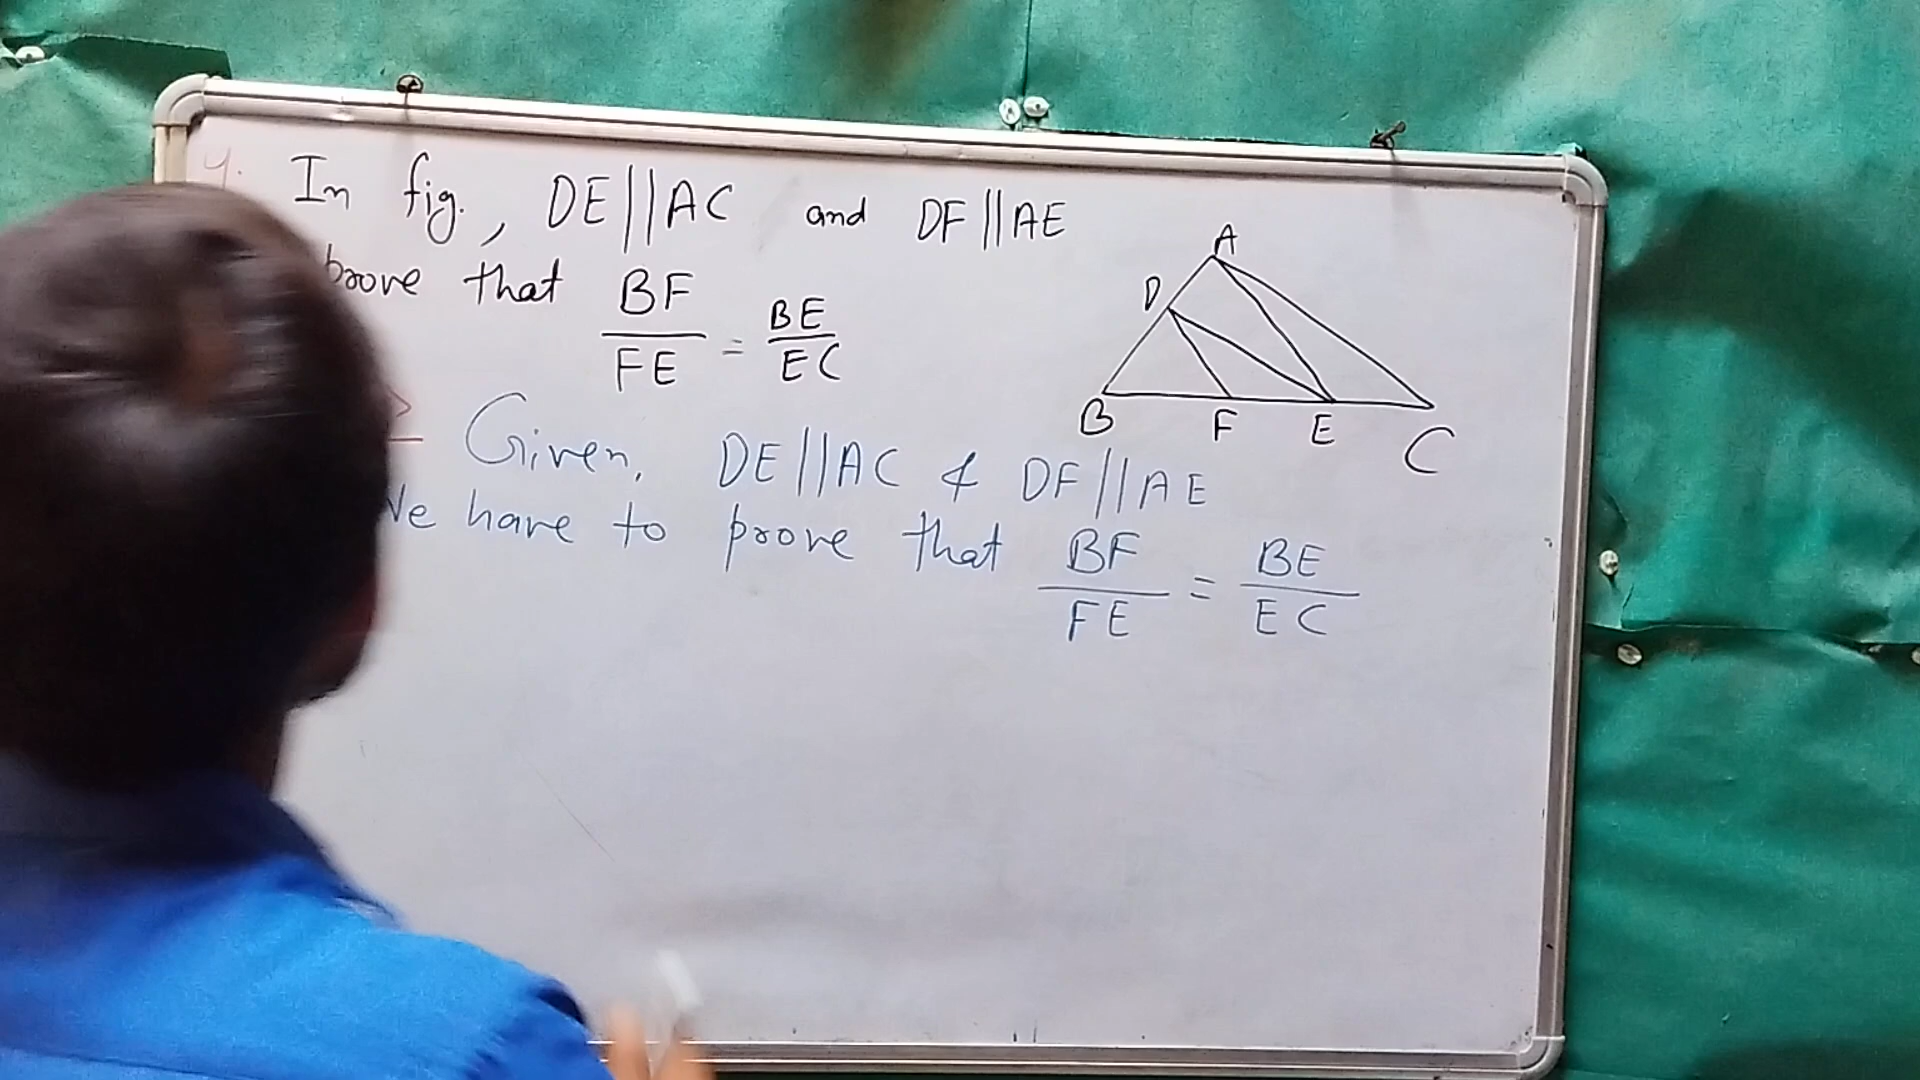 4. In fig., DE||AC and DF||AE
prove that BF/FE = BE/EC
A
D
B F E C
Given, DE||AC & DF||AE
We have to prove that BF/FE = BE/EC